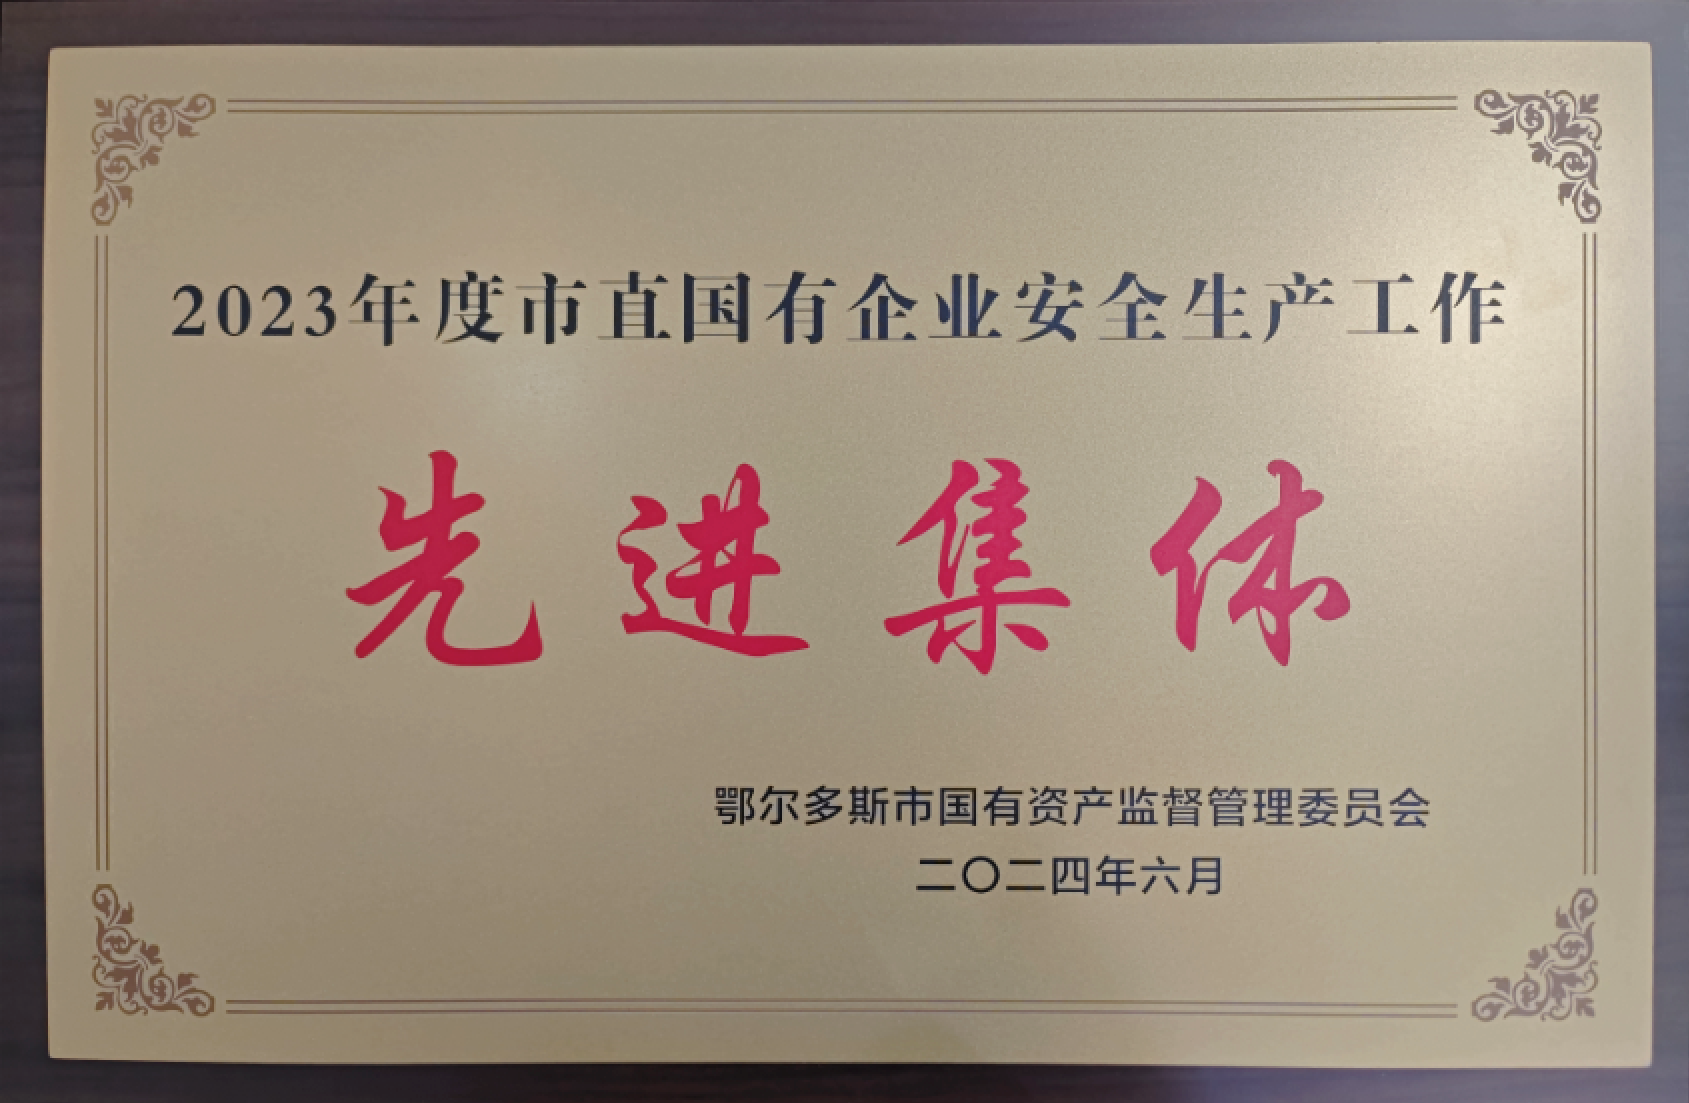 2023年度市直国有企业安全生产工作
先进集体
鄂尔多斯市国有资产监督管理委员会
二〇二四年六月